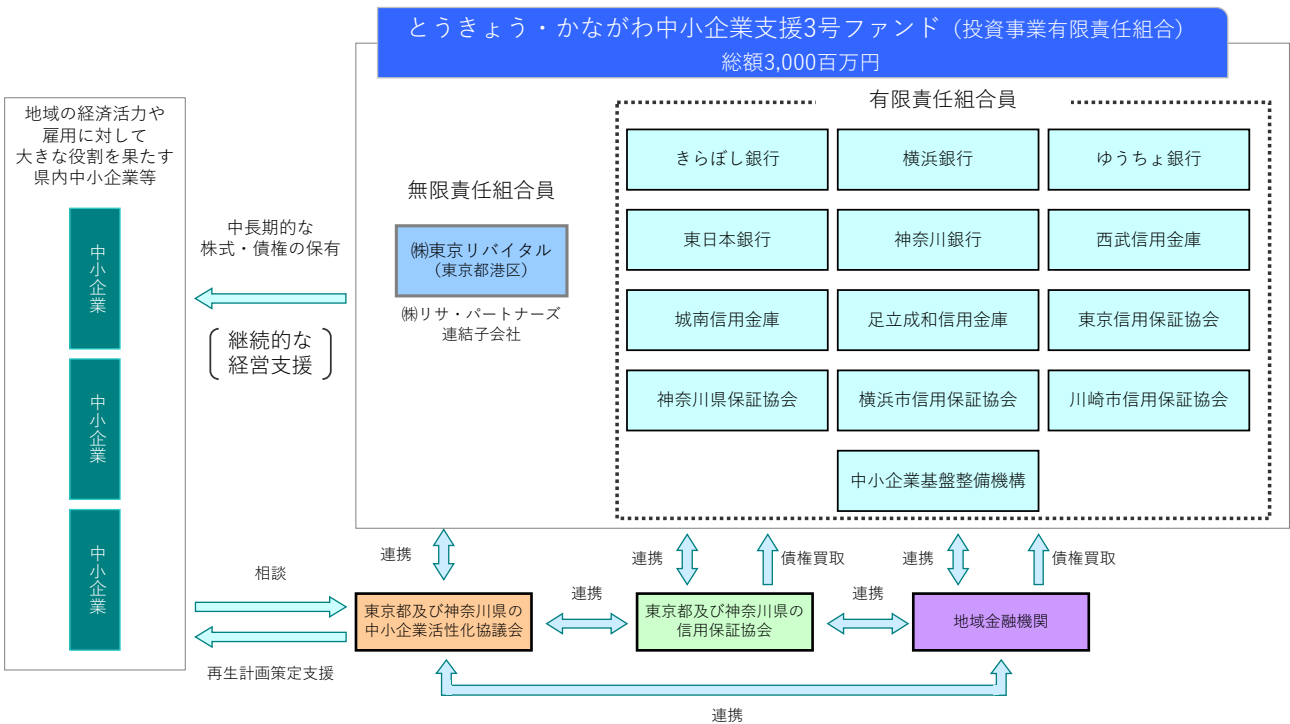 とうきょう・かながわ中小企業支援3号ファンド（投資事業有限責任組合）
総額3,000百万円
地域の経済活力や
雇用に対して
大きな役割を果たす
県内中小企業等
中小企業
中小企業
中小企業
中長期的な
株式・債権の保有
継続的な
経営支援
無限責任組合員
㈱東京リバイタル
（東京都港区）
㈱リサ・パートナーズ
連結子会社
有限責任組合員
きらぼし銀行
横浜銀行
ゆうちょ銀行
東日本銀行
神奈川銀行
西武信用金庫
城南信用金庫
足立成和信用金庫
東京信用保証協会
神奈川県保証協会
横浜市信用保証協会
川崎市信用保証協会
中小企業基盤整備機構
連携
連携
債権買取
連携
債権買取
相談
再生計画策定支援
東京都及び神奈川県の
中小企業活性化協議会
連携
東京都及び神奈川県の
信用保証協会
連携
地域金融機関
連携